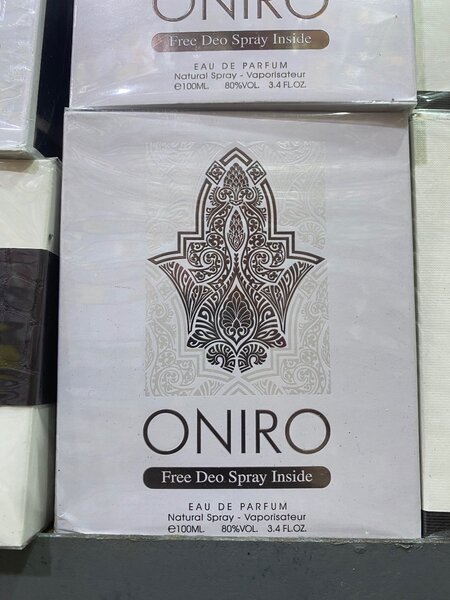 ONIRO
Free Deo Spray Inside
EAU DE PARFUM
Natural Spray - Vaporisateur
℮100ML. 80%VOL. 3.4 FL.OZ.
ONIRO
Free Deo Spray Inside
EAU DE PARFUM
Natural Spray - Vaporisateur
℮100ML. 80%VOL. 3.4 FL.OZ.